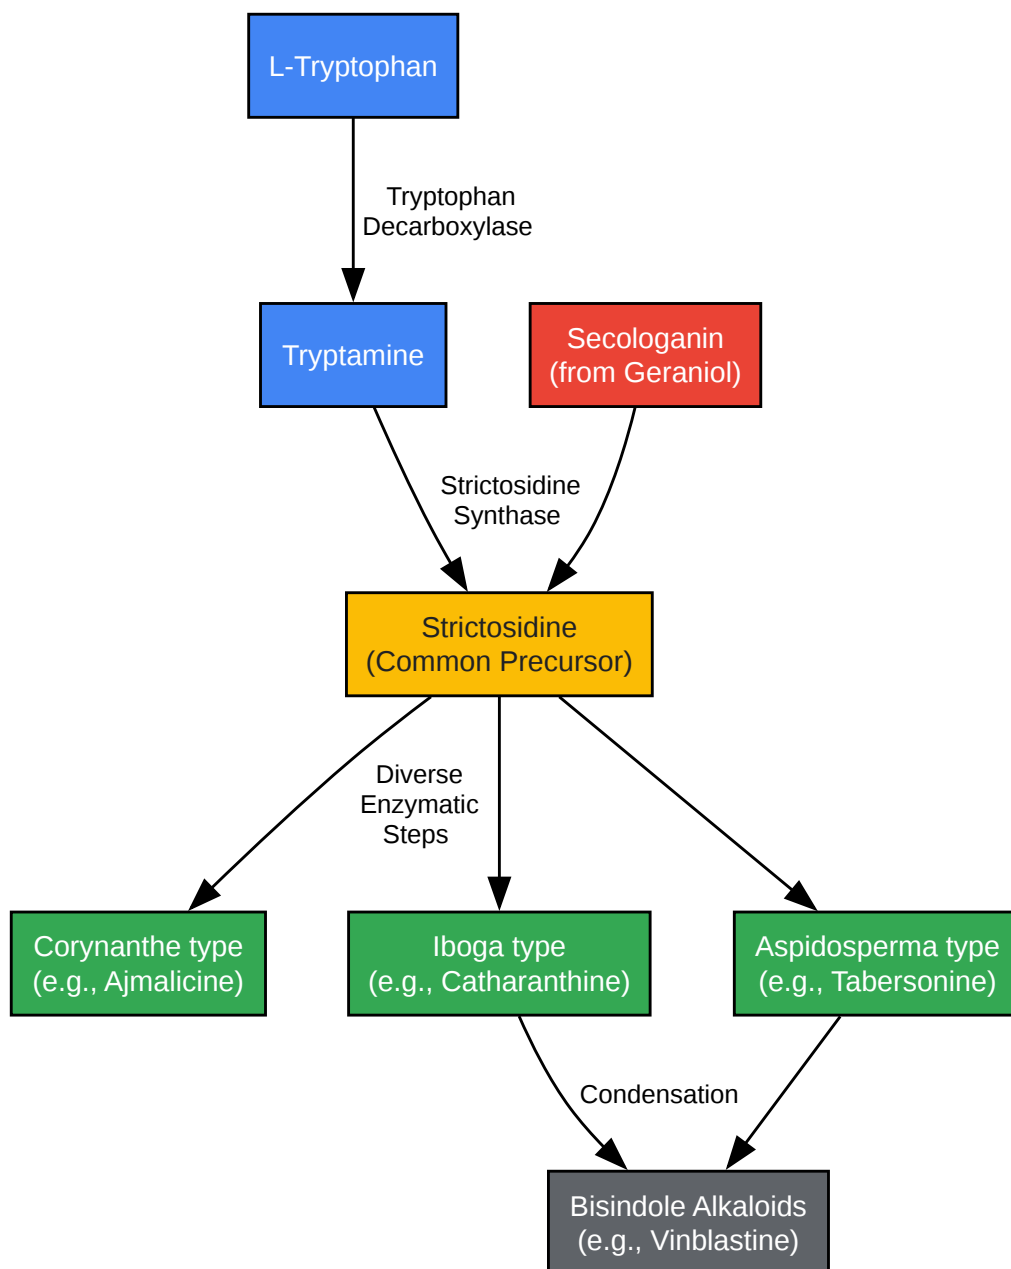 L-Tryptophan
Tryptophan
Decarboxylase
Tryptamine
Secologanin
(from Geraniol)
Strictosidine
Synthase
Strictosidine
(Common Precursor)
Diverse
Enzymatic
Steps
Corynanthe type
(e.g., Ajmalicine)
Iboga type
(e.g., Catharanthine)
Aspidosperma type
(e.g., Tabersonine)
Condensation
Bisindole Alkaloids
(e.g., Vinblastine)